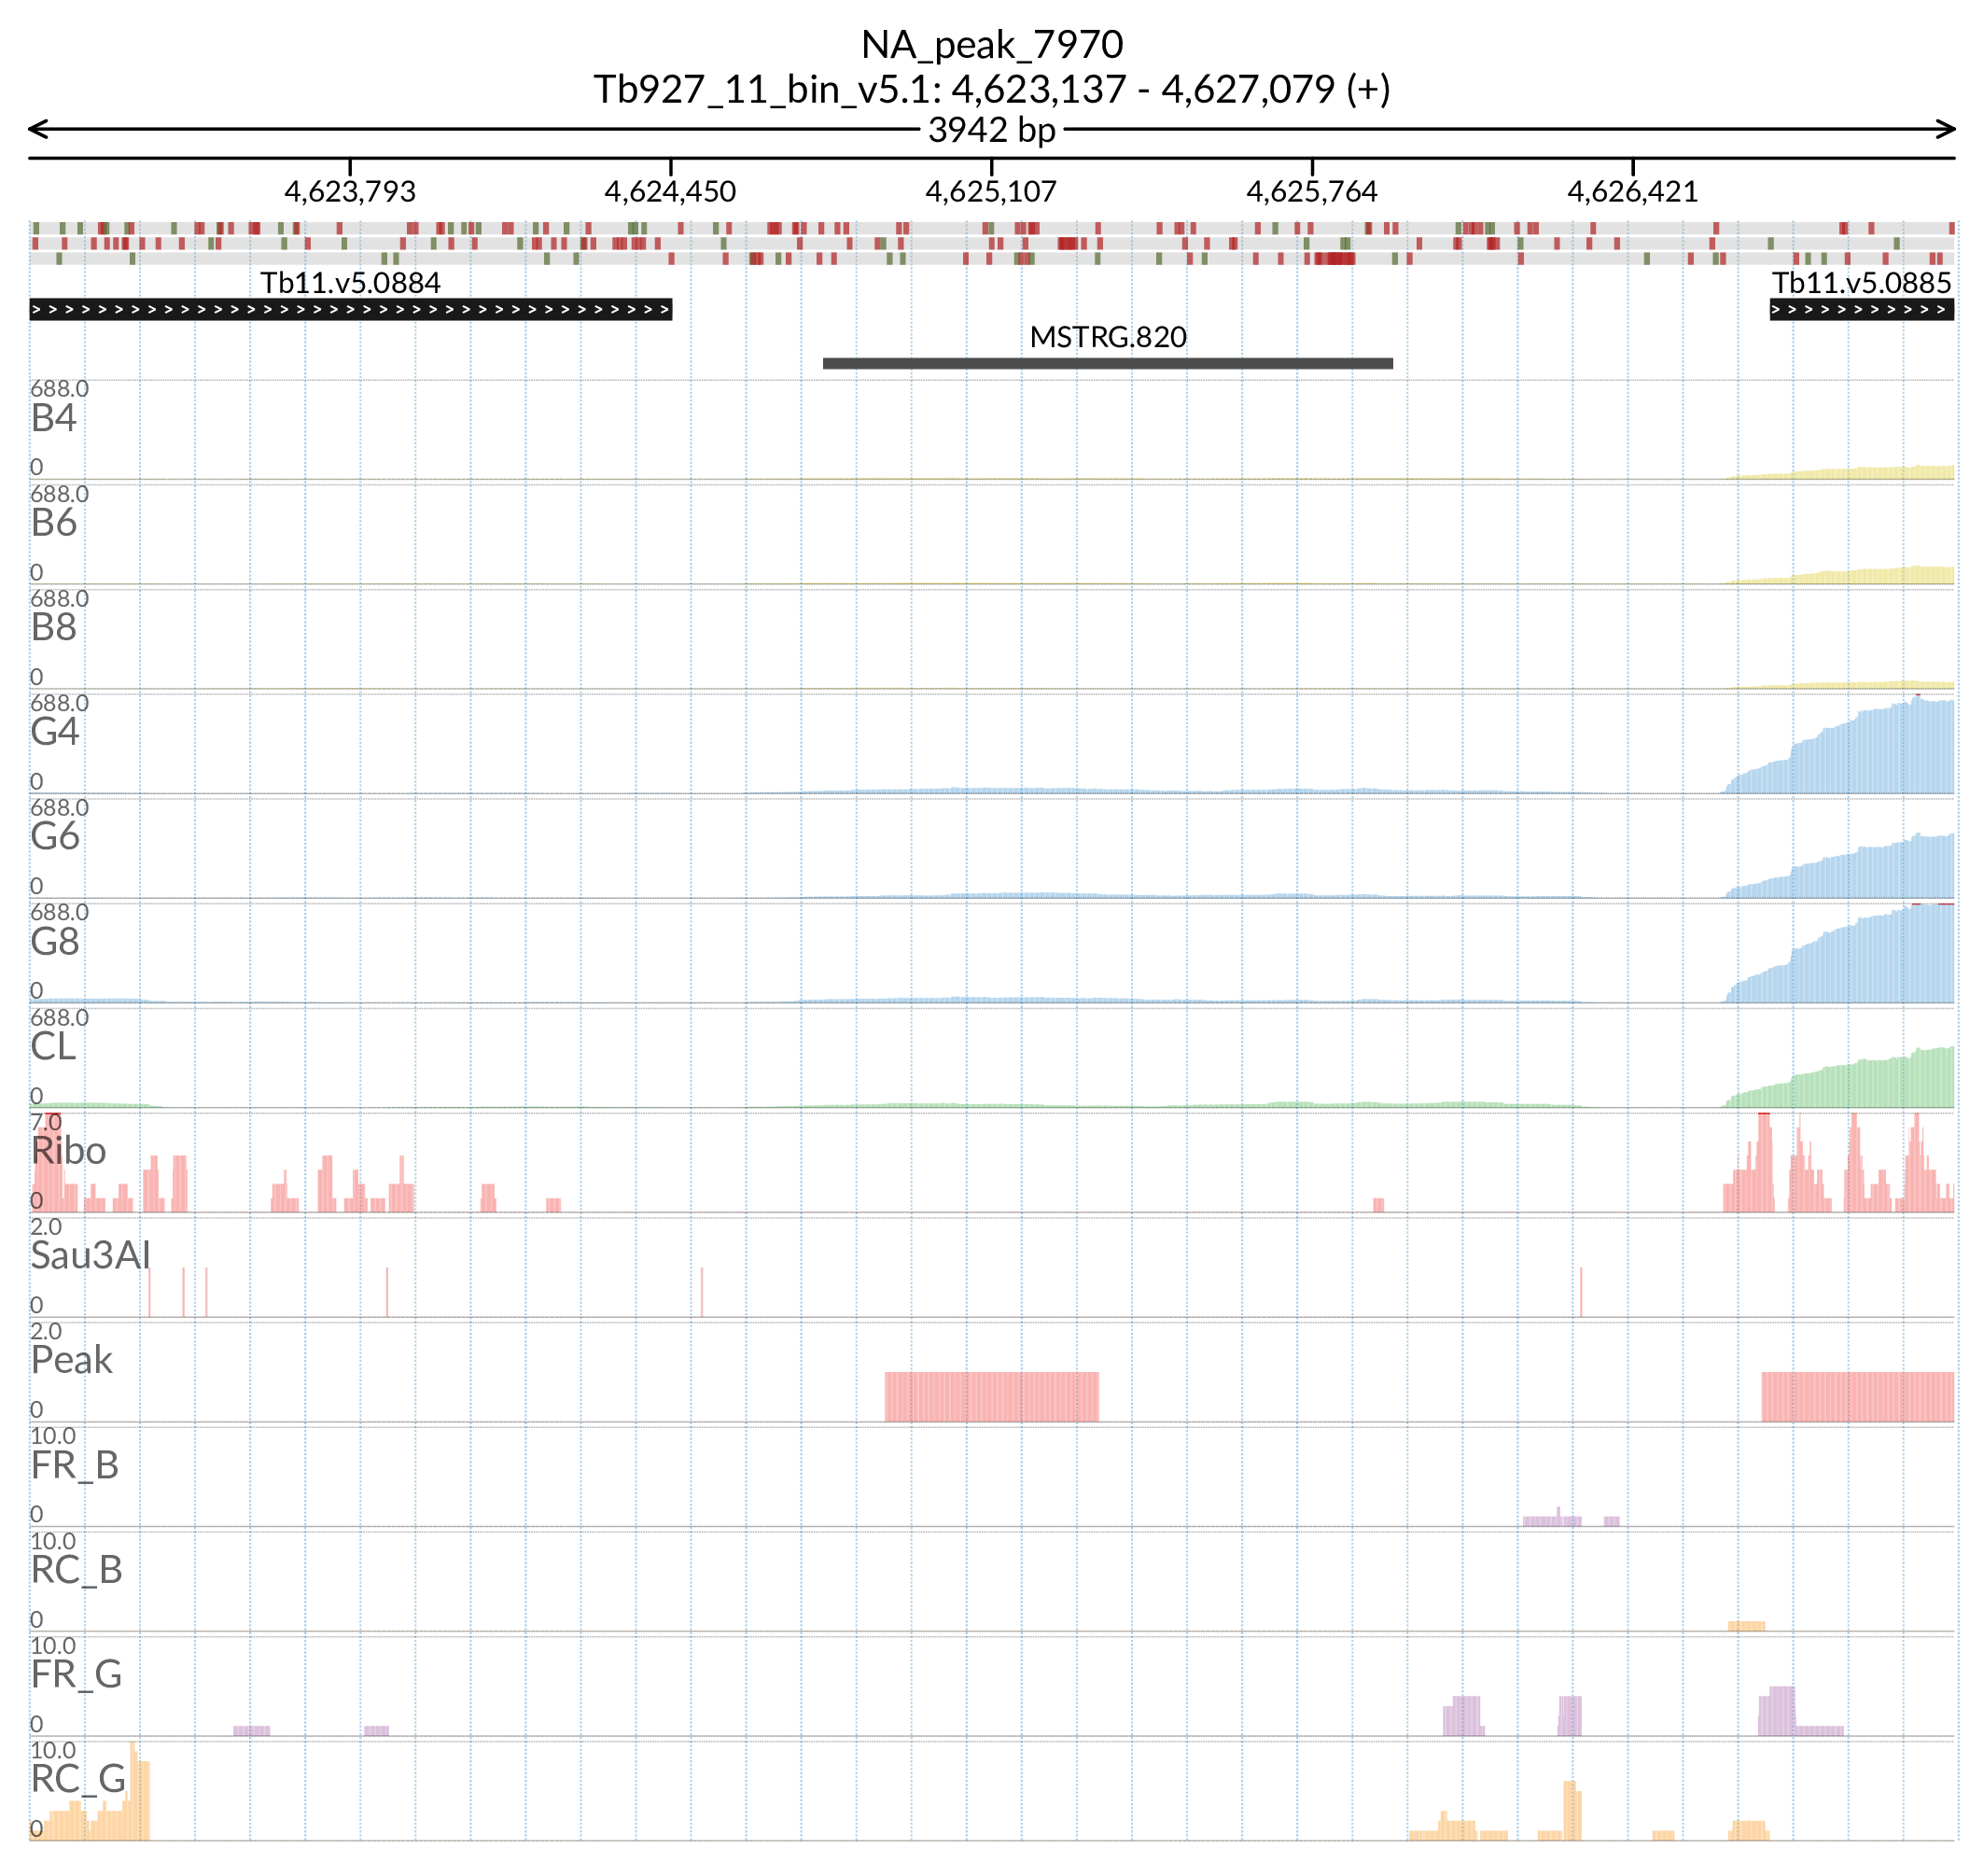 NA_peak_7970
Tb927_11_bin_v5.1: 4,623,137 - 4,627,079 (+)
3942 bp
4,623,793 4,624,450 4,625,107 4,625,764 4,626,421
Tb11.v5.0884 Tb11.v5.0885
MSTRG.820
688.0
B4
0
688.0
B6
0
688.0
B8
0
688.0
G4
0
688.0
G6
0
688.0
G8
0
688.0
CL
0
7.0
Ribo
0
2.0
Sau3AI
0
2.0
Peak
0
10.0
FR_B
0
10.0
RC_B
0
10.0
FR_G
0
10.0
RC_G
0